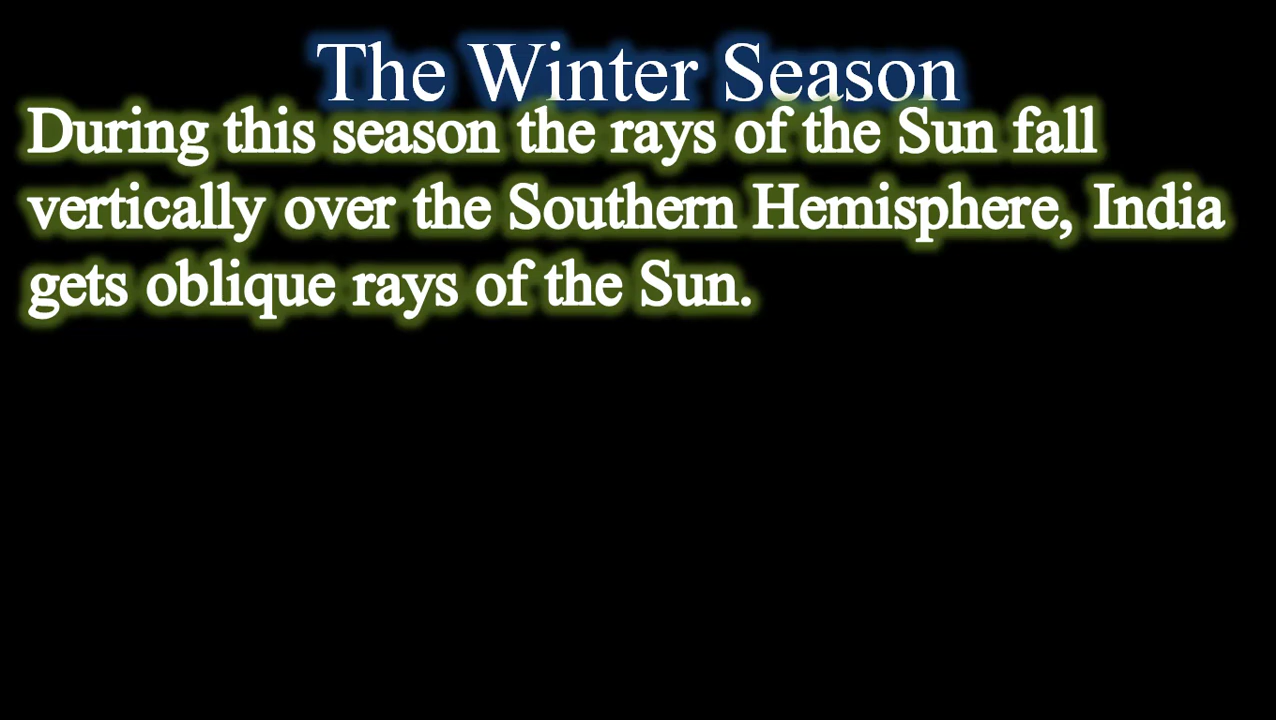 The Winter Season
During this season the rays of the Sun fall
vertically over the Southern Hemisphere, India
gets oblique rays of the Sun.